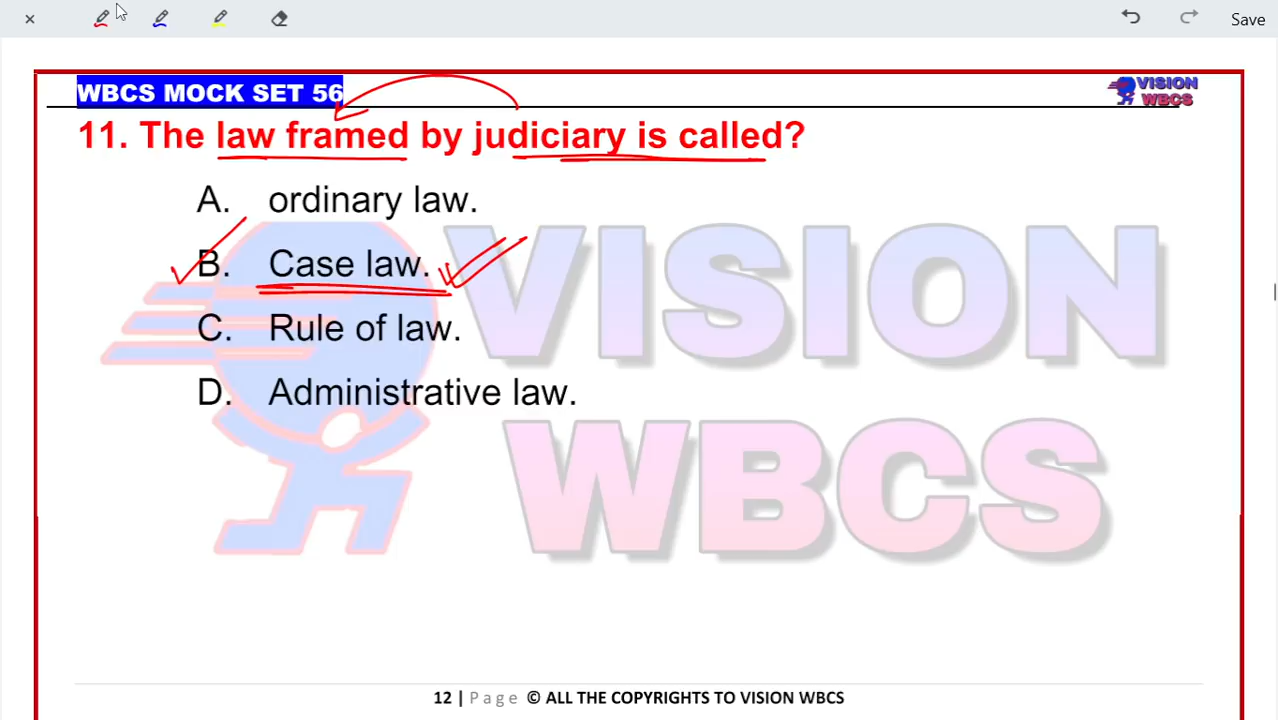 Save
WBCS MOCK SET 56
VISION
WBCS
11. The law framed by judiciary is called?
A. ordinary law.
B. Case law.
C. Rule of law.
D. Administrative law.
VISION
WBCS
12 | Page © ALL THE COPYRIGHTS TO VISION WBCS